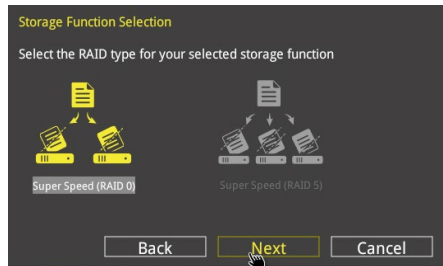 Storage Function Selection
Select the RAID type for your selected storage function
Super Speed (RAID 0)
Super Speed (RAID 5)
Back
Next
Cancel